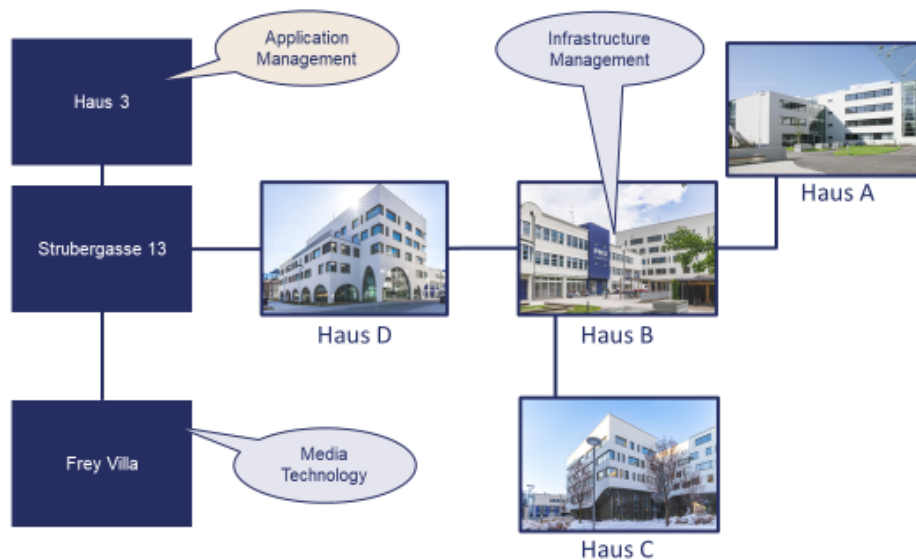 Application
Management
Infrastructure
Management
Haus 3
Haus A
Strubergasse 13
Haus D
Haus B
Frey Villa
Media
Technology
Haus C